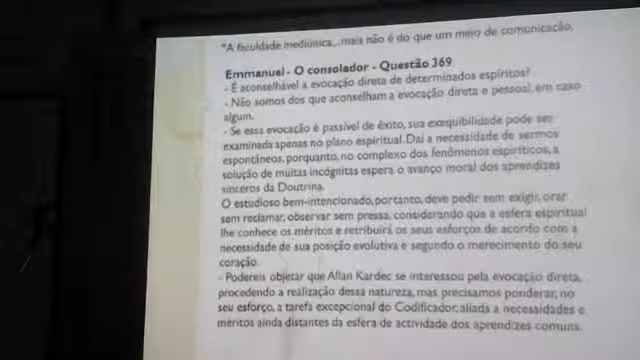 "A faculdade mediúnica...mais não é do que um meio de comunicação.
Emmanuel - O consolador - Questão 369
- É aconselhável a evocação direta de determinados espíritos?
- Não somos dos que aconselham a evocação direta e pessoal, em caso
algum.
- Se essa evocação é passível de êxito, sua exequibilidade pode ser
examinada apenas no plano espiritual. Daí a necessidade de sermos
espontâneos, porquanto, no complexo dos fenômenos espiríticos, a
solução de muitas incógnitas espera o avanço moral dos aprendizes
sinceros da Doutrina.
O estudioso bem-intencionado, portanto, deve pedir sem exigir, orar
sem reclamar, observar sem pressa, considerando que a esfera espiritual
lhe conhece os méritos e retribuirá os seus esforços de acordo com a
necessidade de sua posição evolutiva e segundo o merecimento do seu
coração.
- Podereis objetar que Allan Kardec se interessou pela evocação direta,
procedendo a realização dessa natureza, mas precisamos ponderar, no
seu esforço, a tarefa excepcional do Codificador, aliada a necessidades e
méritos ainda distantes da esfera de actividade dos aprendizes comuns.